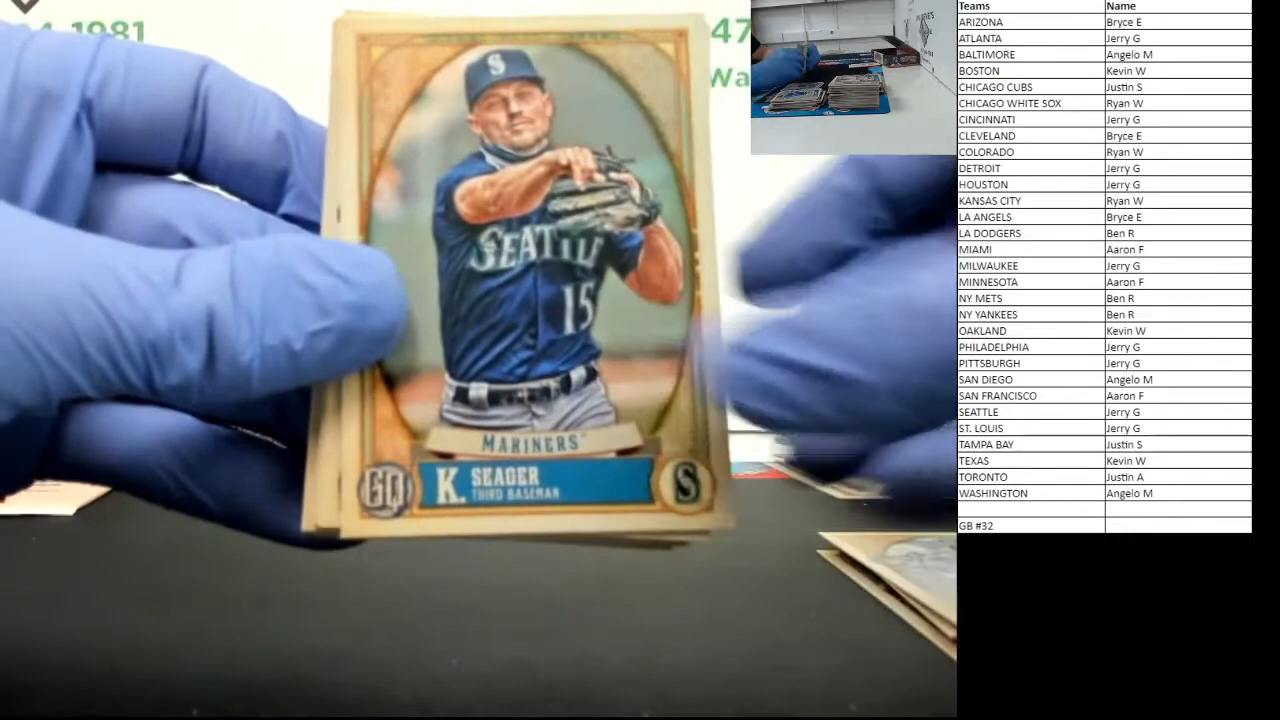 1981
47
Wa
S
SEATTLE
15
MARINERS
GQ
K. SEAGER
THIRD BASEMAN
S
Teams Name
ARIZONA Bryce E
ATLANTA Jerry G
BALTIMORE Angelo M
BOSTON Kevin W
CHICAGO CUBS Justin S
CHICAGO WHITE SOX Ryan W
CINCINNATI Jerry G
CLEVELAND Bryce E
COLORADO Ryan W
DETROIT Jerry G
HOUSTON Jerry G
KANSAS CITY Ryan W
LA ANGELS Bryce E
LA DODGERS Ben R
MIAMI Aaron F
MILWAUKEE Jerry G
MINNESOTA Aaron F
NY METS Ben R
NY YANKEES Ben R
OAKLAND Kevin W
PHILADELPHIA Jerry G
PITTSBURGH Jerry G
SAN DIEGO Angelo M
SAN FRANCISCO Aaron F
SEATTLE Jerry G
ST. LOUIS Jerry G
TAMPA BAY Justin S
TEXAS Kevin W
TORONTO Justin A
WASHINGTON Angelo M
GB #32